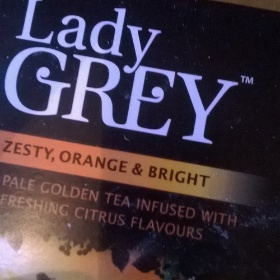 Lady
GREY™
ZESTY, ORANGE & BRIGHT
PALE GOLDEN TEA INFUSED WITH
FRESHING CITRUS FLAVOURS